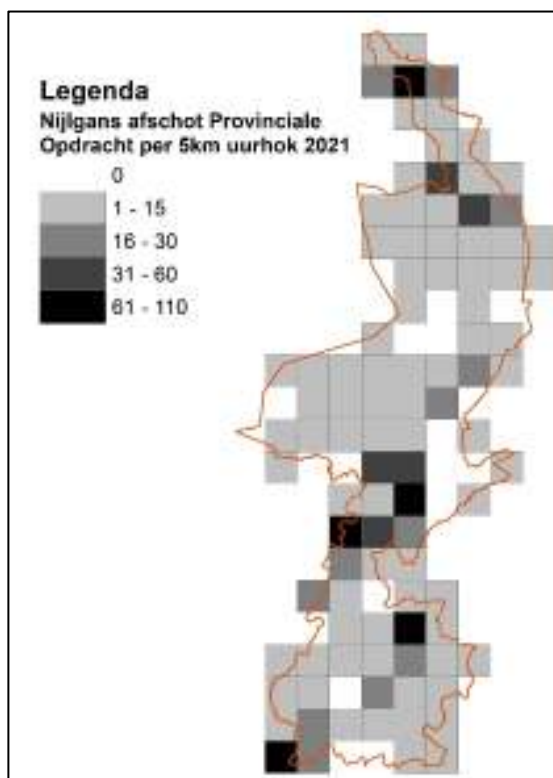 Legenda
Nijlgans afschot Provinciale
Opdracht per 5km uurhok 2021
0
1 - 15
16 - 30
31 - 60
61 - 110